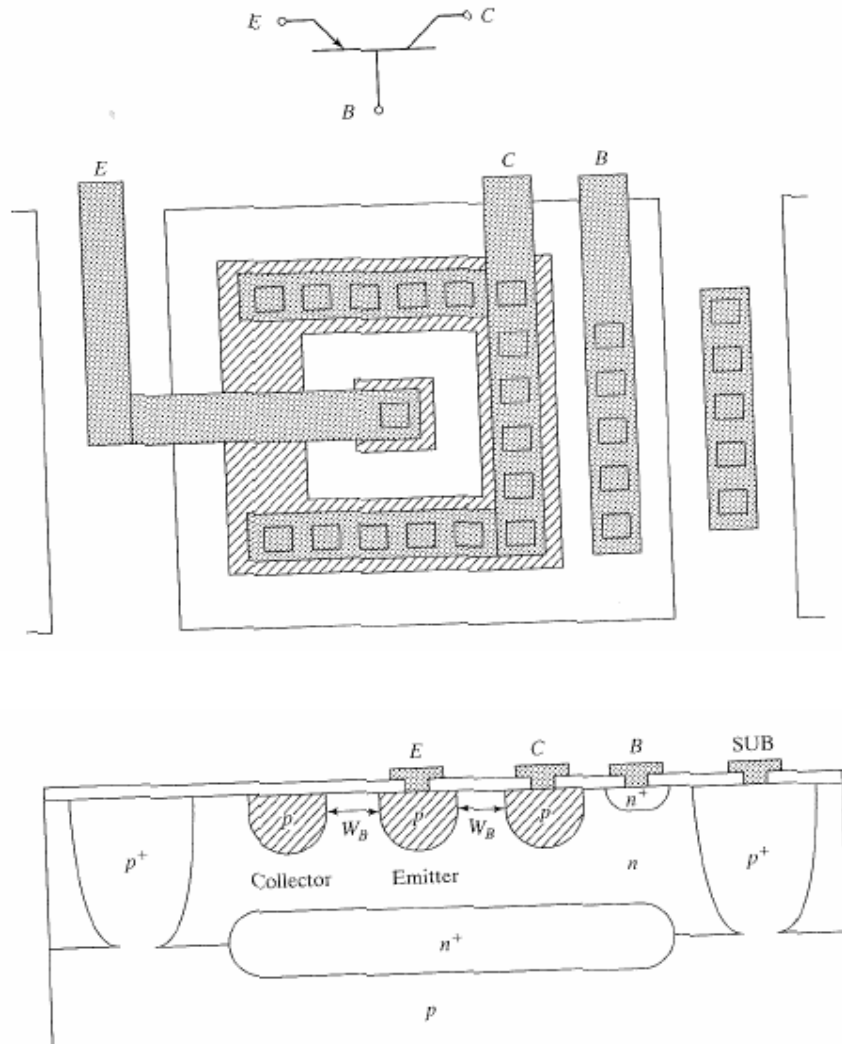 E C
B
E C B
E C B SUB
p p p n⁺
W_B W_B
p⁺ Collector Emitter n p⁺
n⁺
p